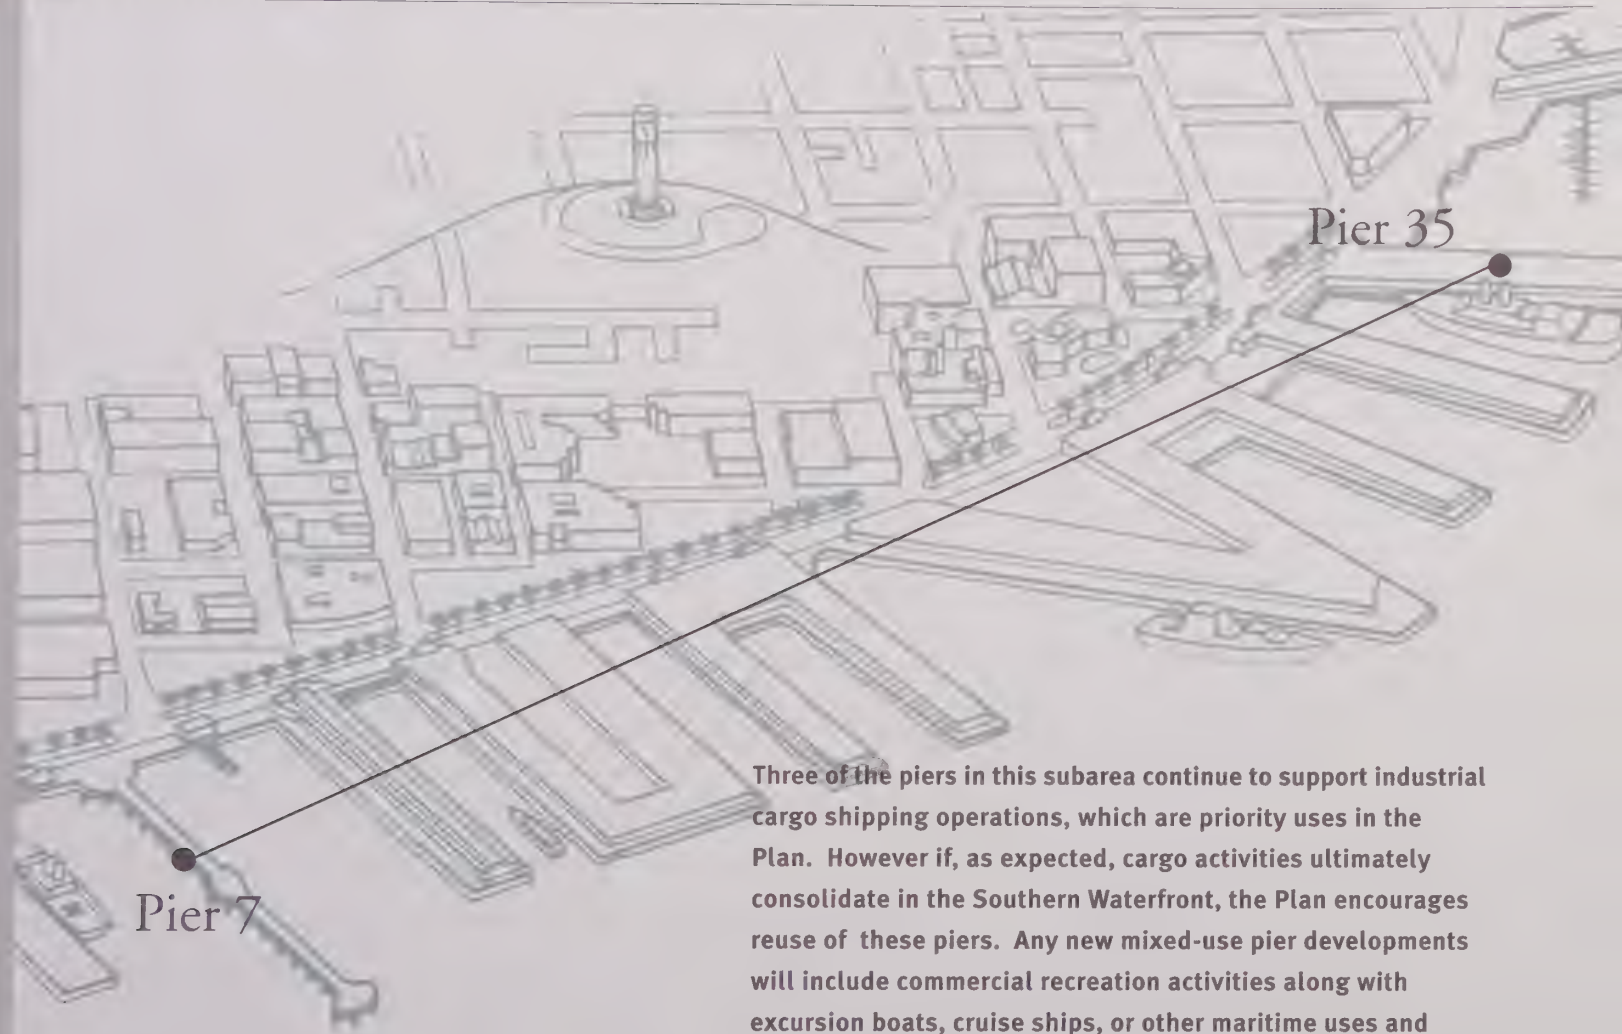 Pier 35
Pier 7
Three of the piers in this subarea continue to support industrial
cargo shipping operations, which are priority uses in the
Plan.  However if, as expected, cargo activities ultimately
consolidate in the Southern Waterfront, the Plan encourages
reuse of  these piers.  Any new mixed-use pier developments
will include commercial recreation activities along with
excursion boats, cruise ships, or other maritime uses and